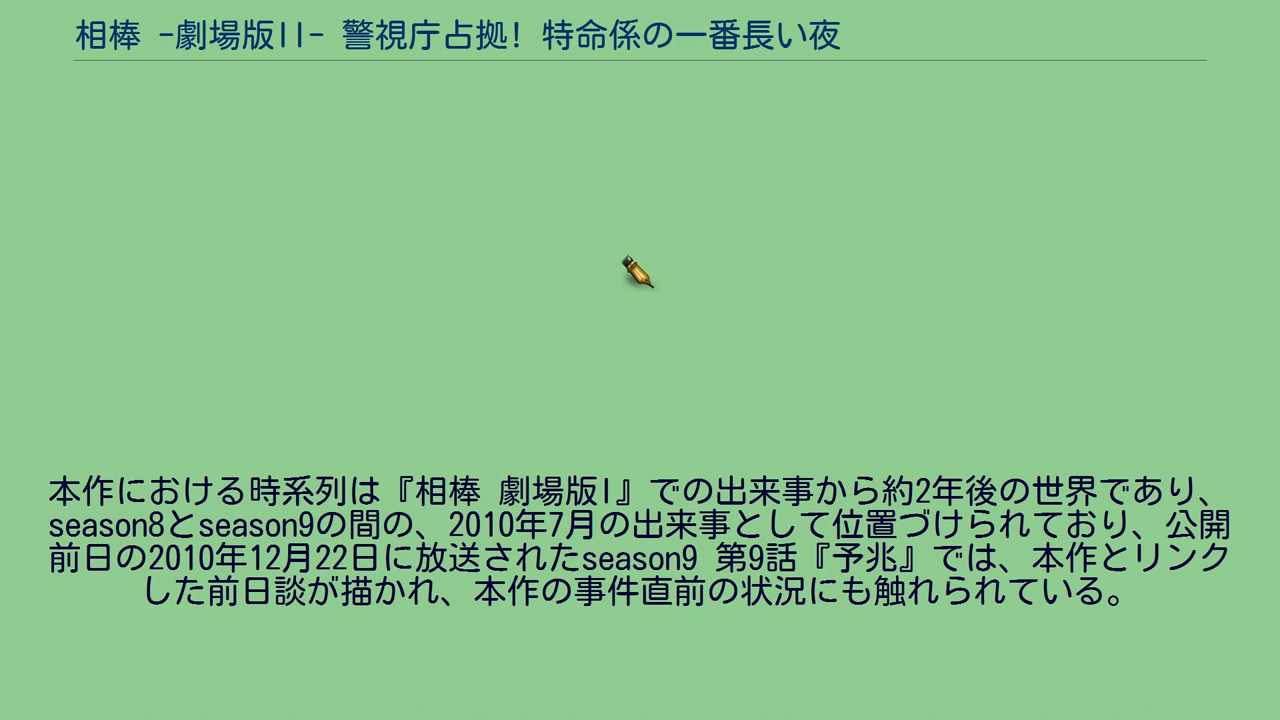 相棒 -劇場版II- 警視庁占拠! 特命係の一番長い夜
本作における時系列は『相棒 劇場版I』での出来事から約2年後の世界であり、
season8とseason9の間の、2010年7月の出来事として位置づけられており、公開
前日の2010年12月22日に放送されたseason9 第9話『予兆』では、本作とリンク
した前日談が描かれ、本作の事件直前の状況にも触れられている。